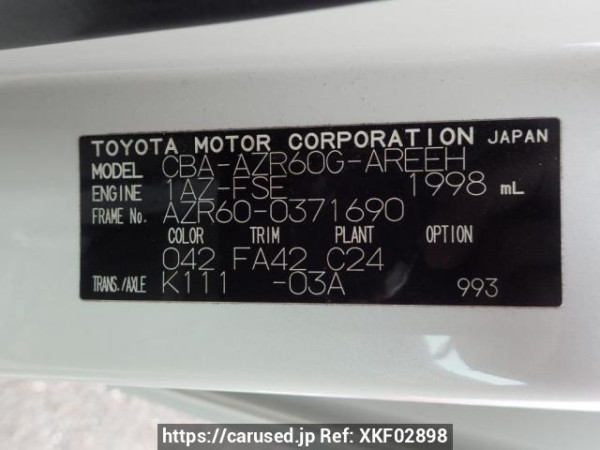 TOYOTA MOTOR CORPORATION JAPAN
MODEL CBA-AZR60G-AREEH
ENGINE 1AZ-FSE 1998 mL
FRAME No. AZR60-0371690
COLOR TRIM PLANT OPTION
042 FA42 C24
TRANS./AXLE K111 -03A 993
https://carused.jp Ref: XKF02898